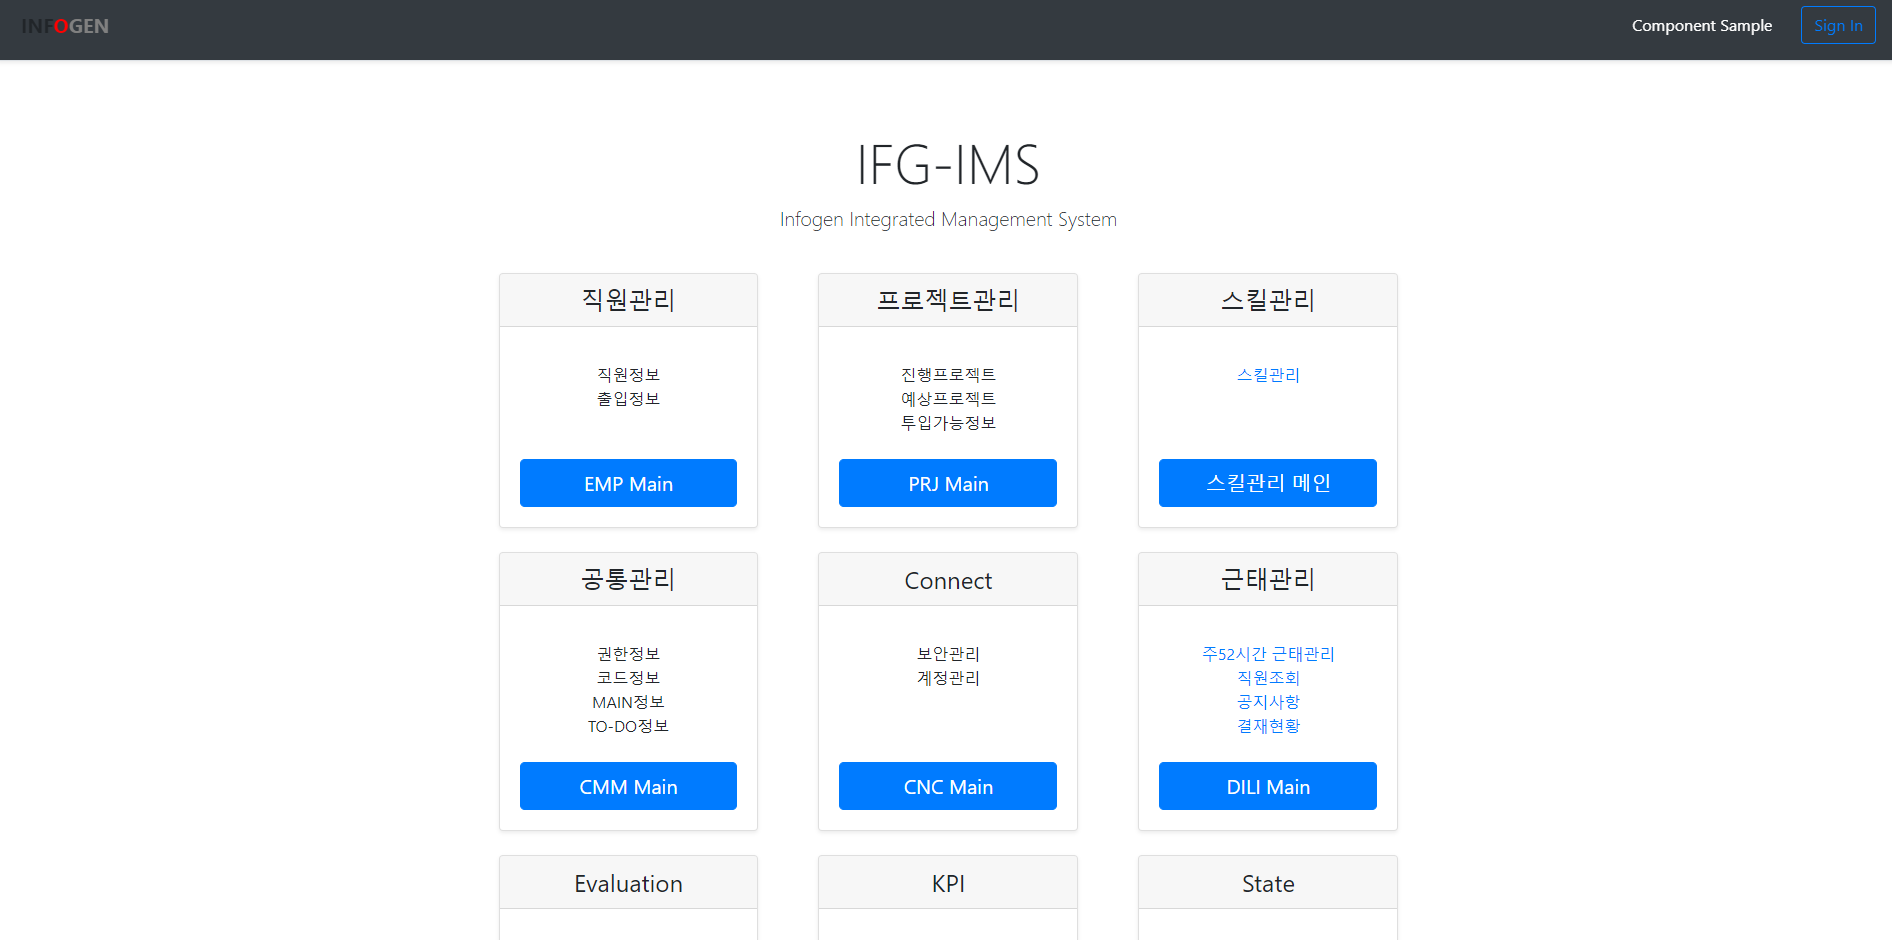 INFOGEN
Component Sample
Sign In
IFG-IMS
Infogen Integrated Management System
직원관리
직원정보
출입정보
EMP Main
프로젝트관리
진행프로젝트
예상프로젝트
투입가능정보
PRJ Main
스킬관리
스킬관리
스킬관리 메인
공통관리
권한정보
코드정보
MAIN정보
TO-DO정보
CMM Main
Connect
보안관리
계정관리
CNC Main
근태관리
주52시간 근태관리
직원조회
공지사항
결재현황
DILI Main
Evaluation
KPI
State